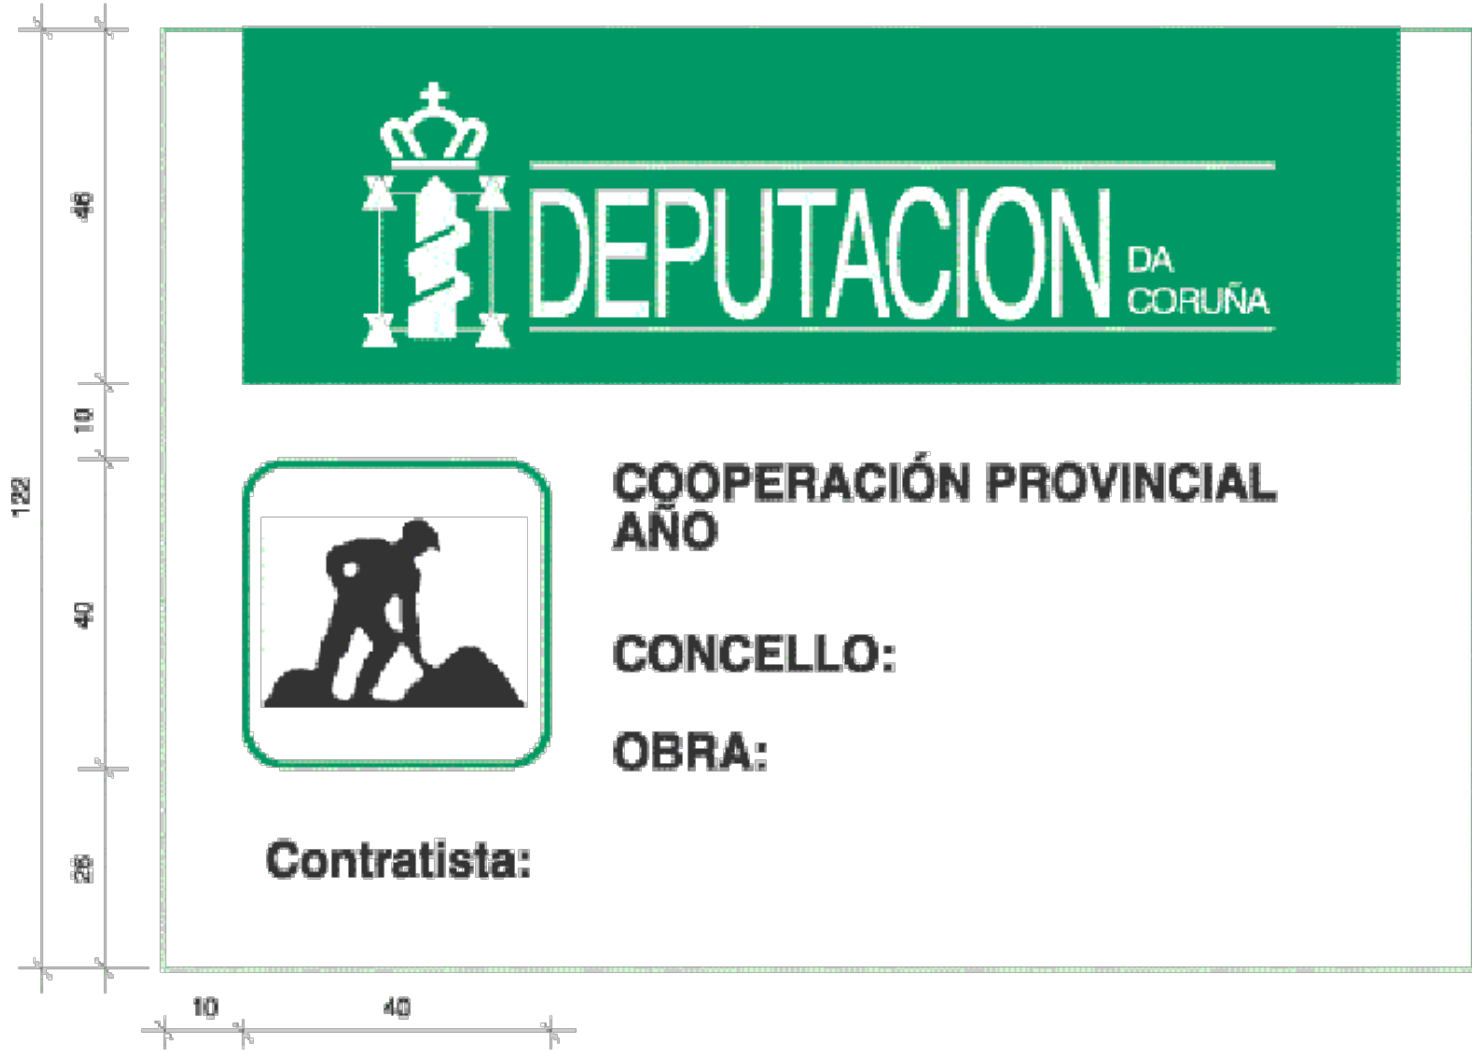 DEPUTACION
DA
CORUÑA
46
10
122
40
26
COOPERACIÓN PROVINCIAL
AÑO
CONCELLO:
OBRA:
Contratista:
10
40